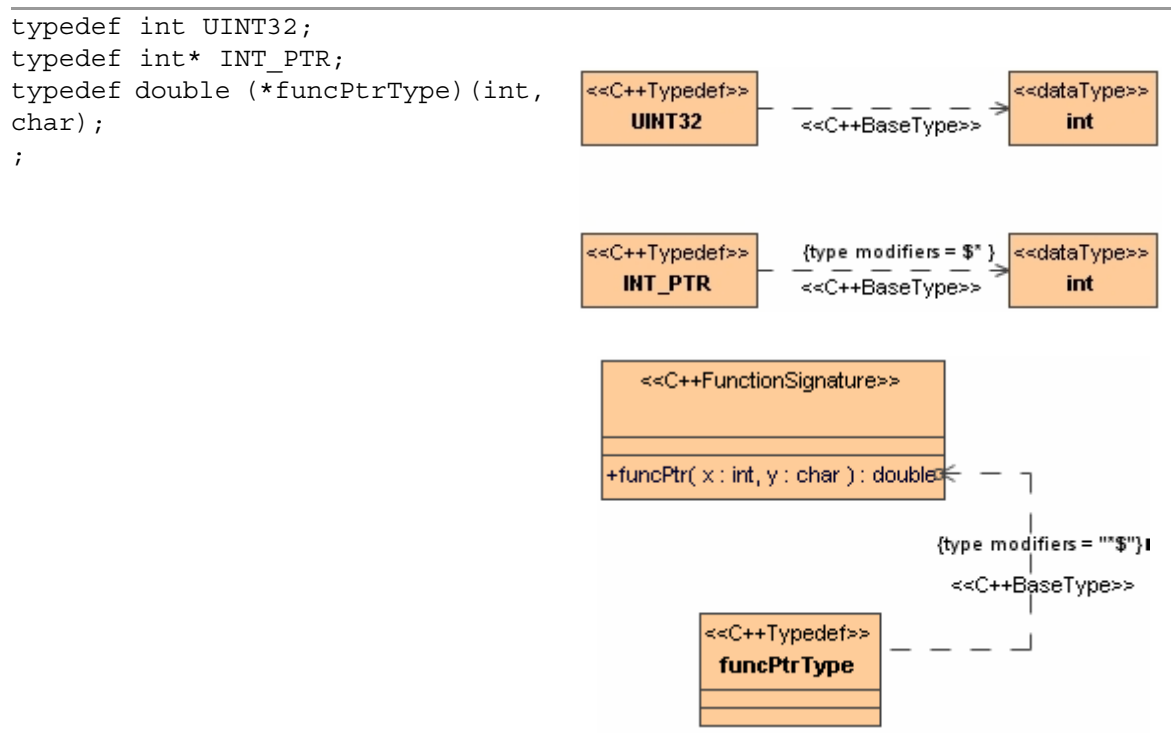 typedef int UINT32;
typedef int* INT_PTR;
typedef double (*funcPtrType)(int,
char);
;
<<C++Typedef>>
UINT32
<<C++BaseType>>
<<dataType>>
int
<<C++Typedef>>
INT_PTR
{type modifiers = $* }
<<C++BaseType>>
<<dataType>>
int
<<C++FunctionSignature>>
+funcPtr( x : int, y : char ) : double
{type modifiers = "*$"}
<<C++BaseType>>
<<C++Typedef>>
funcPtrType